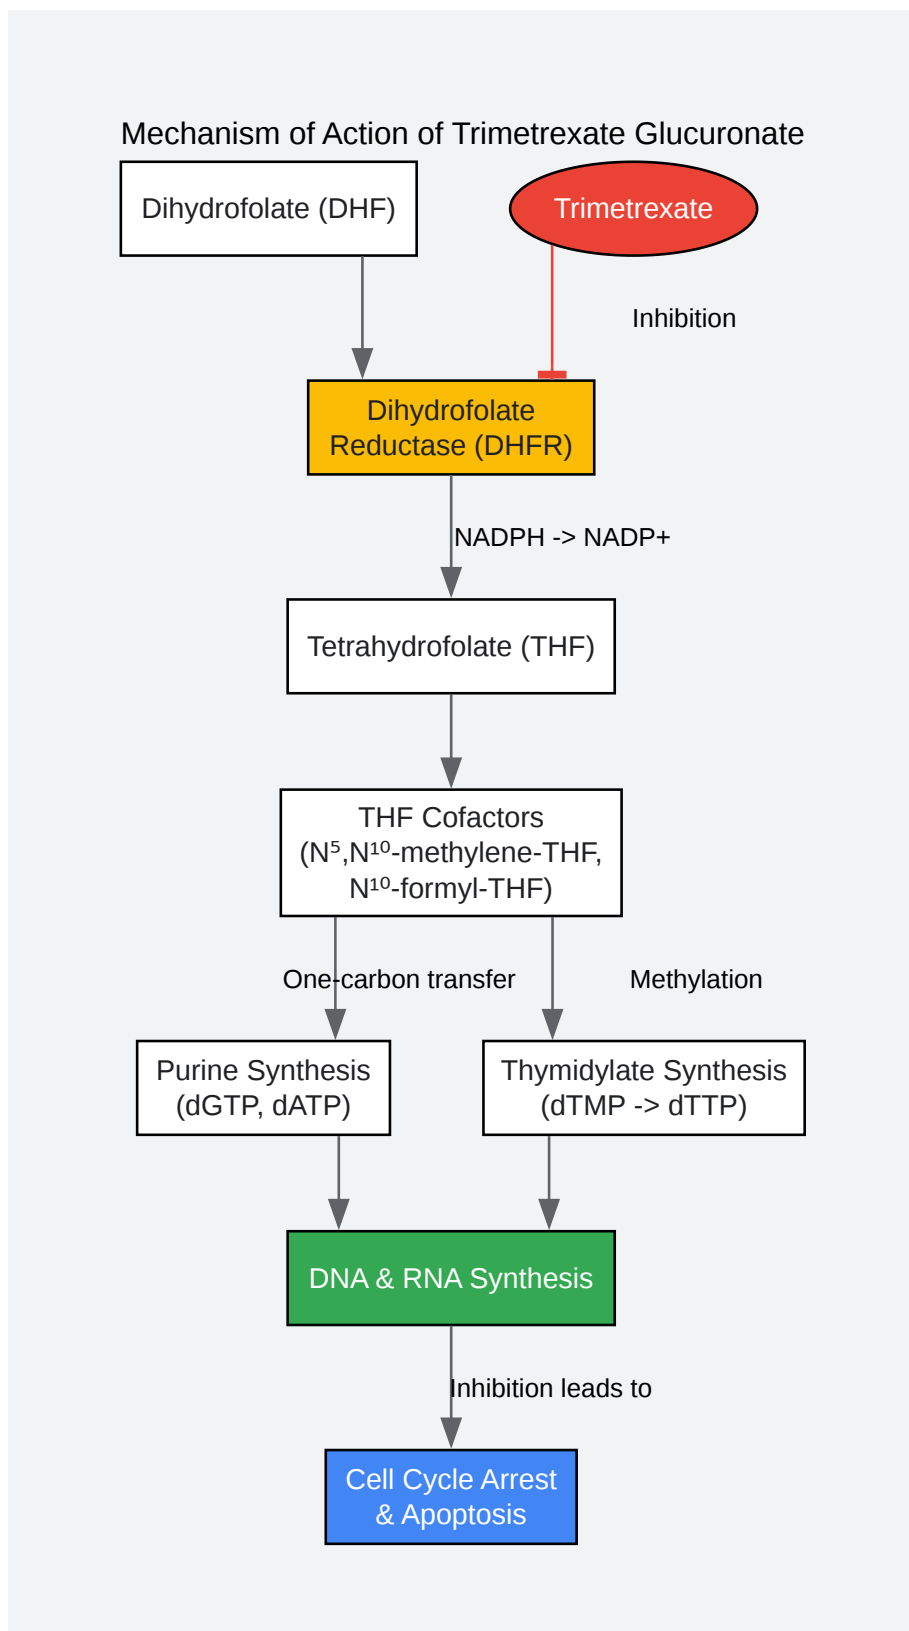 Mechanism of Action of Trimetrexate Glucuronate
Dihydrofolate (DHF)
Trimetrexate
Inhibition
Dihydrofolate
Reductase (DHFR)
NADPH -> NADP+
Tetrahydrofolate (THF)
THF Cofactors
(N⁵,N¹⁰-methylene-THF,
N¹⁰-formyl-THF)
One-carbon transfer
Methylation
Purine Synthesis
(dGTP, dATP)
Thymidylate Synthesis
(dTMP -> dTTP)
DNA & RNA Synthesis
Inhibition leads to
Cell Cycle Arrest
& Apoptosis